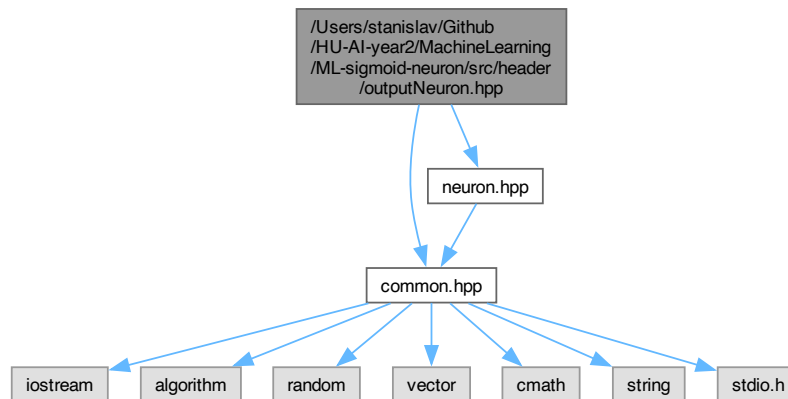 /Users/stanislav/Github
/HU-AI-year2/MachineLearning
/ML-sigmoid-neuron/src/header
/outputNeuron.hpp
neuron.hpp
common.hpp
iostream
algorithm
random
vector
cmath
string
stdio.h